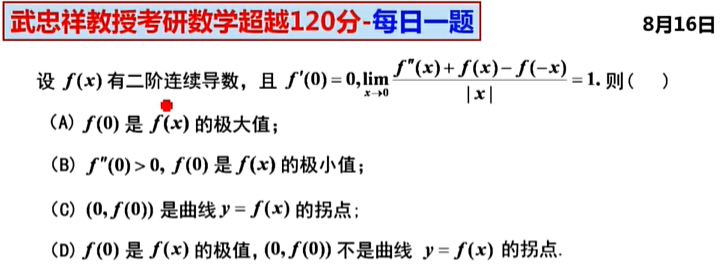 武忠祥教授考研数学超越120分-每日一题
8月16日
设 f(x) 有二阶连续导数，且 f′(0) = 0, lim_{x→0} \frac{f″(x) + f(x) − f(−x)}{|x|} = 1. 则（ ）
(A) f(0) 是 f(x) 的极大值；
(B) f″(0) > 0, f(0) 是 f(x) 的极小值；
(C) (0, f(0)) 是曲线 y = f(x) 的拐点；
(D) f(0) 是 f(x) 的极值，(0, f(0)) 不是曲线 y = f(x) 的拐点.